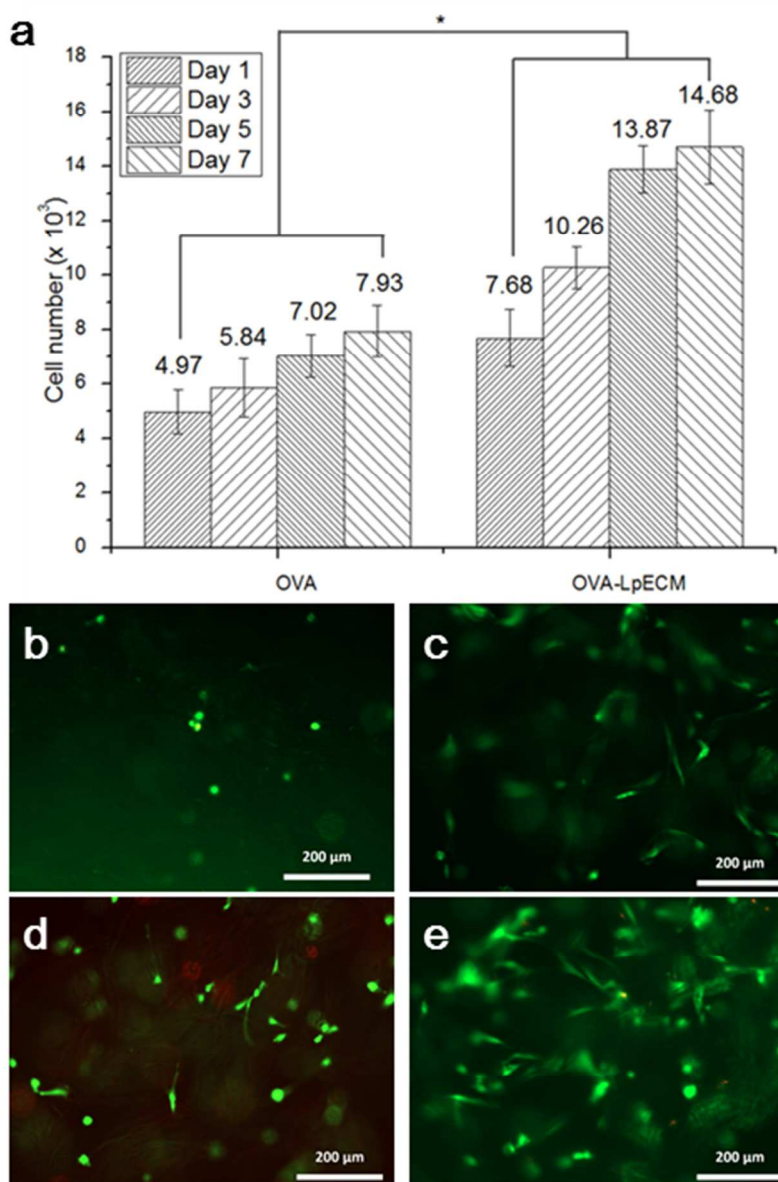 a
*
Day 1
Day 3
Day 5
Day 7
Cell number (x 10³)
18
16
14
12
10
8
6
4
2
0
4.97
5.84
7.02
7.93
7.68
10.26
13.87
14.68
OVA
OVA-LpECM
b
200 µm
c
200 µm
d
200 µm
e
200 µm